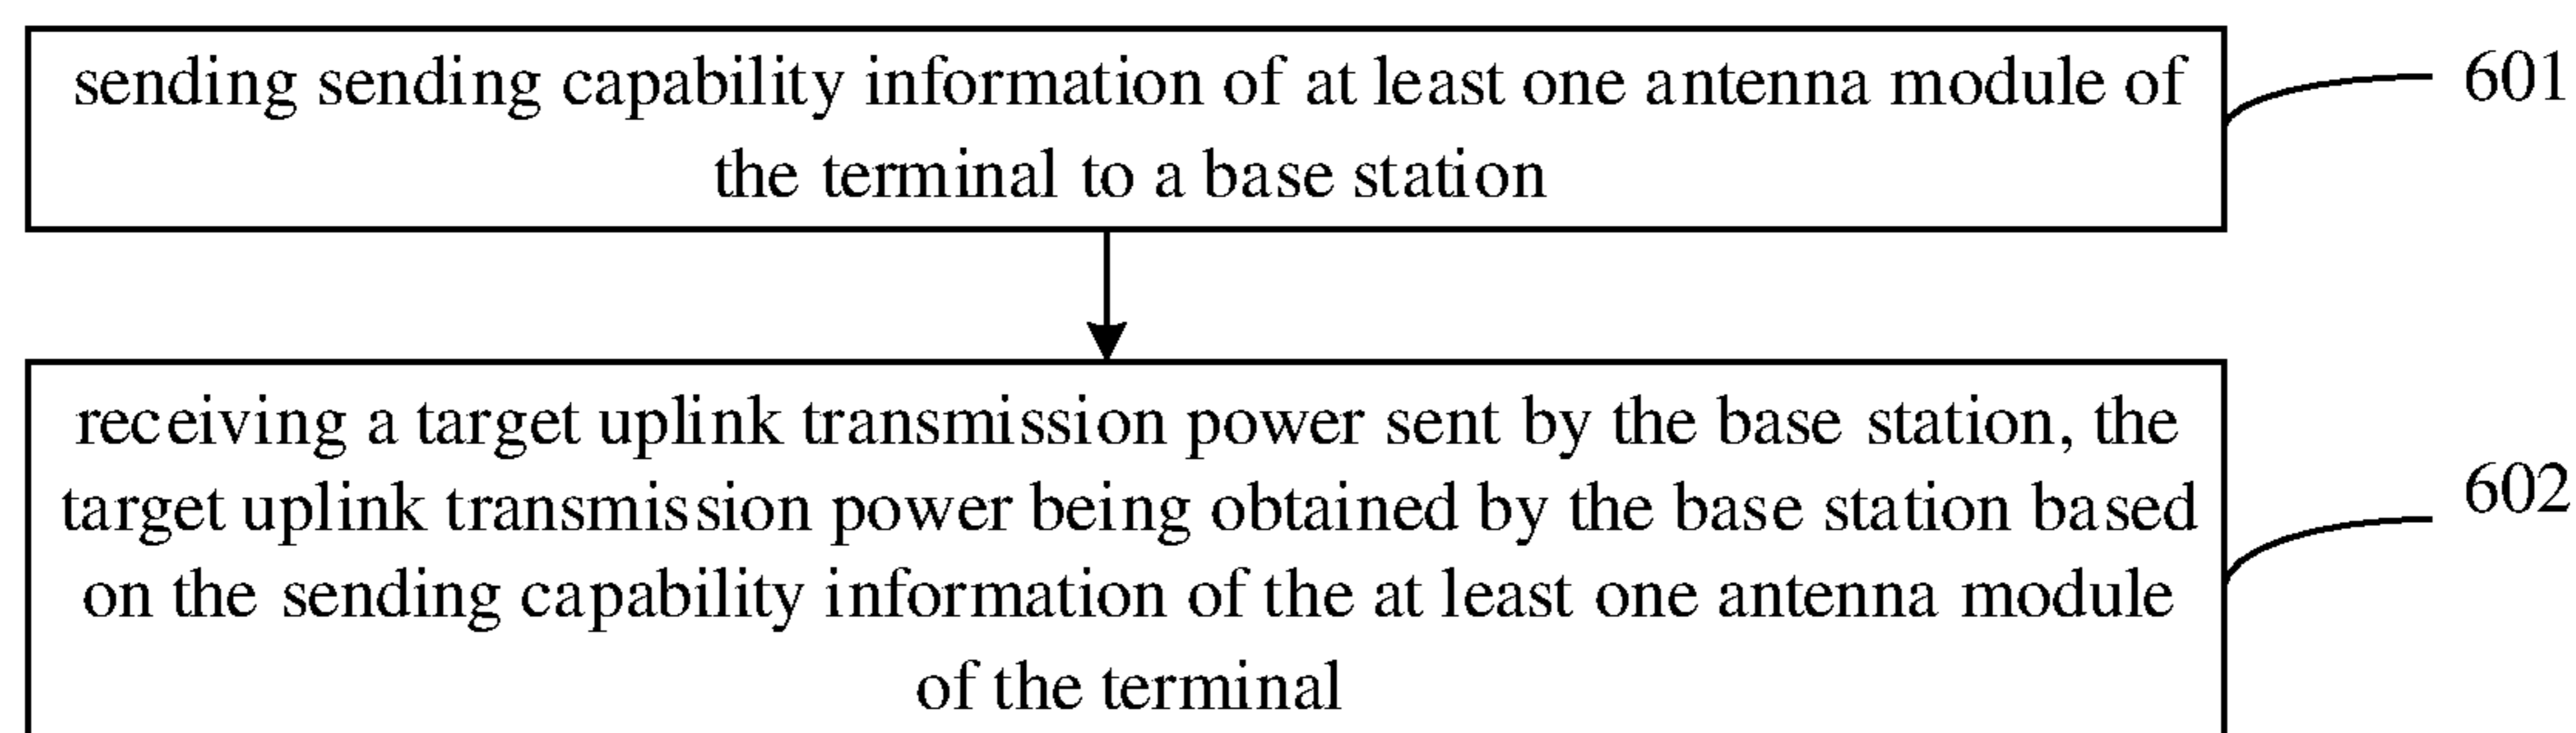 sending sending capability information of at least one antenna module of
the terminal to a base station
601
receiving a target uplink transmission power sent by the base station, the
target uplink transmission power being obtained by the base station based
on the sending capability information of the at least one antenna module
of the terminal
602